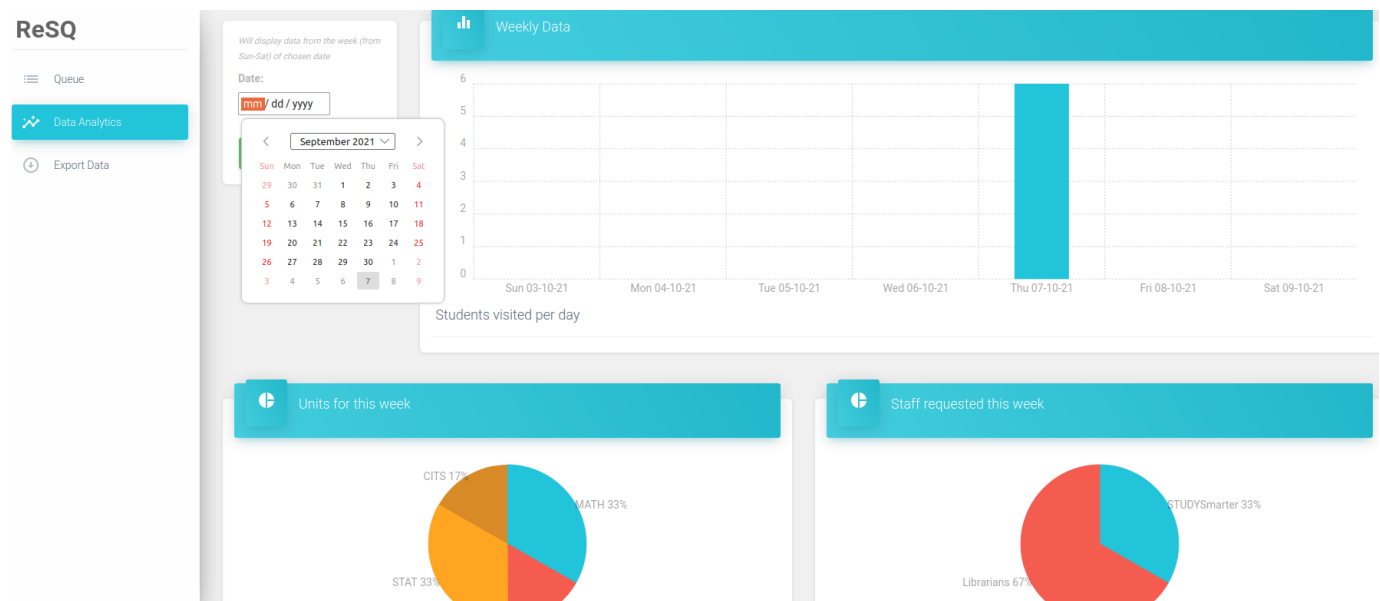 ReSQ
Queue
Data Analytics
Export Data
Will display data from the week (from
Sun-Sat) of chosen date
Date:
mm / dd / yyyy
September 2021
Sun Mon Tue Wed Thu Fri Sat
29 30 31 1 2 3 4
5 6 7 8 9 10 11
12 13 14 15 16 17 18
19 20 21 22 23 24 25
26 27 28 29 30 1 2
3 4 5 6 7 8 9
Weekly Data
6
5
4
3
2
1
0
Sun 03-10-21 Mon 04-10-21 Tue 05-10-21 Wed 06-10-21 Thu 07-10-21 Fri 08-10-21 Sat 09-10-21
Students visited per day
Units for this week
CITS 17%
MATH 33%
STAT 33%
Staff requested this week
STUDYSmarter 33%
Librarians 67%